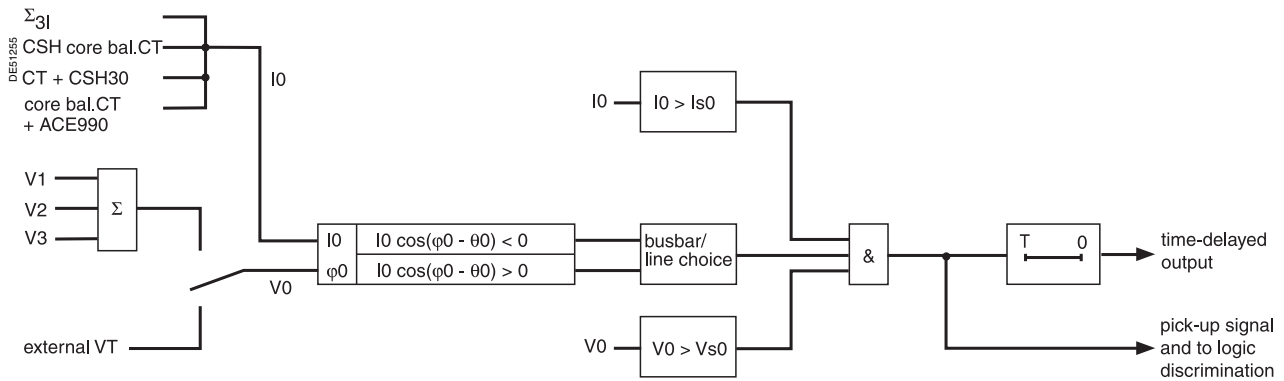 Σ3I
DE51255
CSH core bal.CT
CT + CSH30
core bal.CT
+ ACE990
I0
V1
V2
V3
Σ
V0
external VT
I0
φ0
I0 cos(φ0 - θ0) < 0
I0 cos(φ0 - θ0) > 0
I0
I0 > Is0
busbar/
line choice
V0
V0 > Vs0
&
T
0
time-delayed
output
pick-up signal
and to logic
discrimination